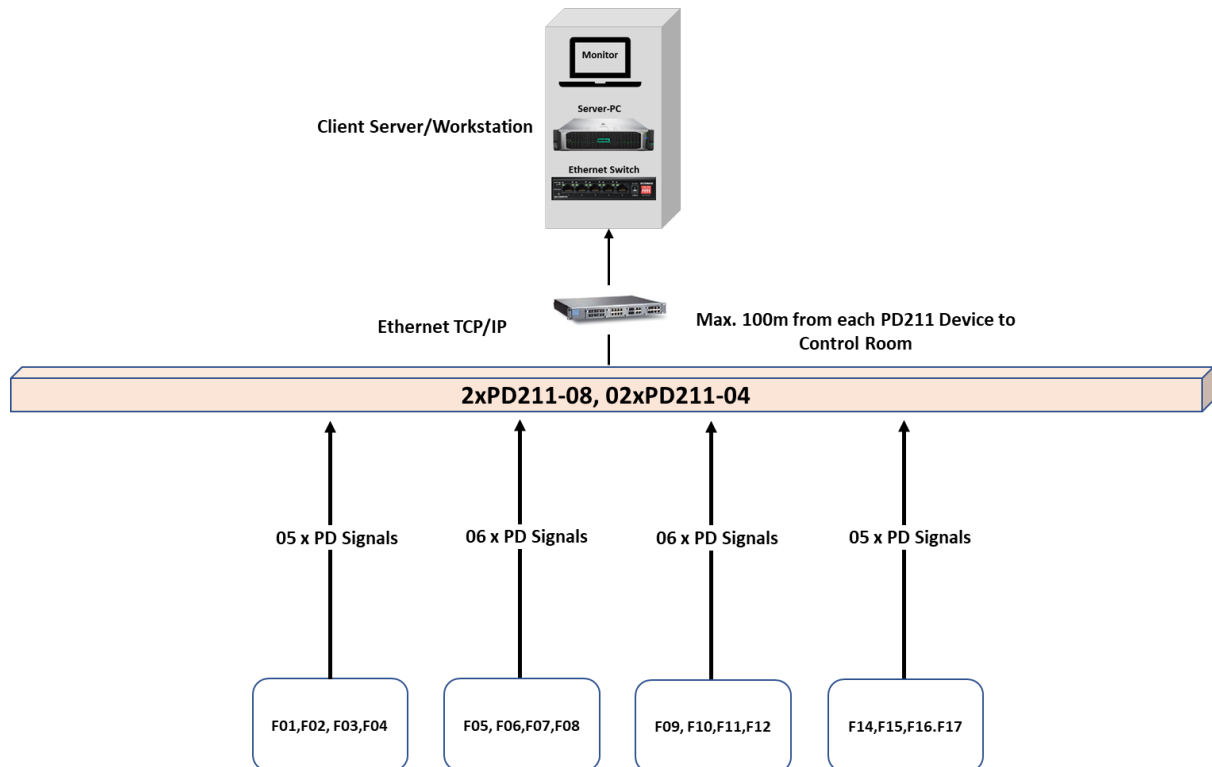 Monitor
Server-PC
Client Server/Workstation
Ethernet Switch
Ethernet TCP/IP
Max. 100m from each PD211 Device to
Control Room
2xPD211-08, 02xPD211-04
05 x PD Signals
06 x PD Signals
06 x PD Signals
05 x PD Signals
F01,F02, F03,F04
F05, F06,F07,F08
F09, F10,F11,F12
F14,F15,F16.F17